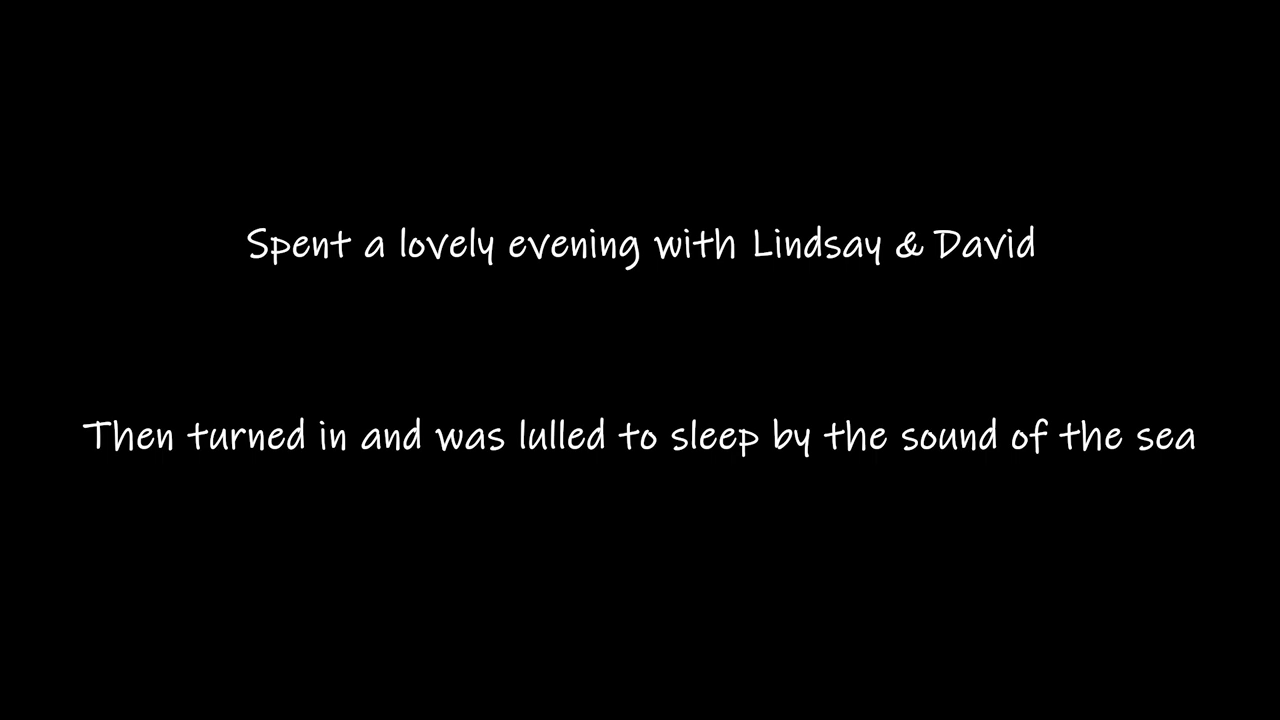 Spent a lovely evening with Lindsay & David
Then turned in and was lulled to sleep by the sound of the sea